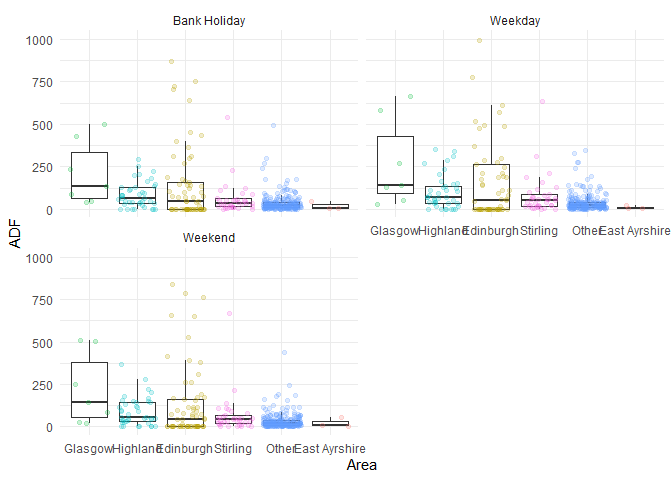 Bank Holiday
Weekday
1000
750
500
250
0
ADF
Glasgow Highland Edinburgh Stirling Other East Ayrshire
Weekend
1000
750
500
250
0
Glasgow Highland Edinburgh Stirling Other East Ayrshire
Area